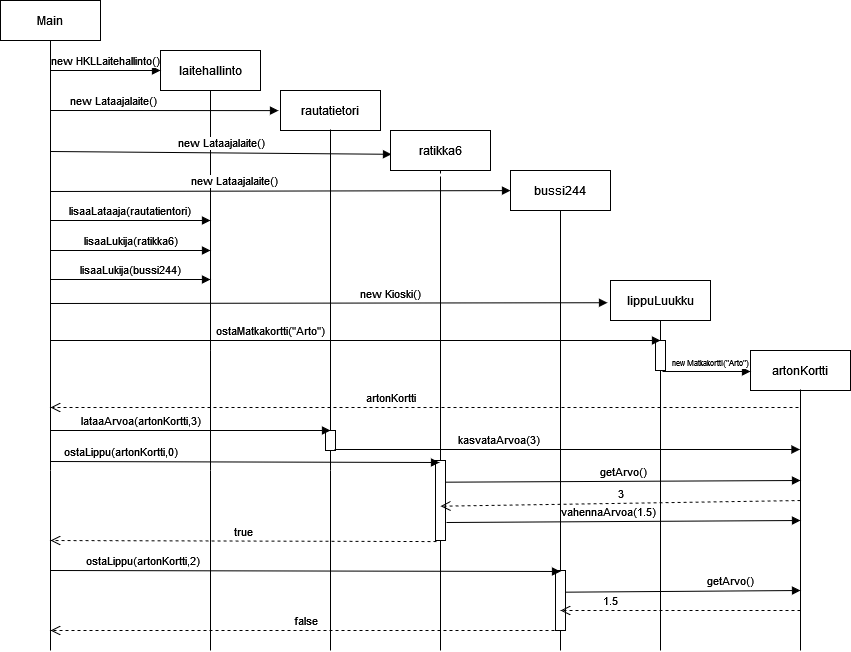 Main
new HKLLaitehallinto()
laitehallinto
new Lataajalaite()
rautatietori
new Lataajalaite()
ratikka6
new Lataajalaite()
bussi244
lisaaLataaja(rautatientori)
lisaaLukija(ratikka6)
lisaaLukija(bussi244)
new Kioski()
lippuLuukku
ostaMatkakortti("Arto")
new Matkakortti("Arto")
artonKortti
artonKortti
lataaArvoa(artonKortti,3)
kasvataArvoa(3)
ostaLippu(artonKortti,0)
getArvo()
3
vahennaArvoa(1.5)
true
ostaLippu(artonKortti,2)
getArvo()
1.5
false